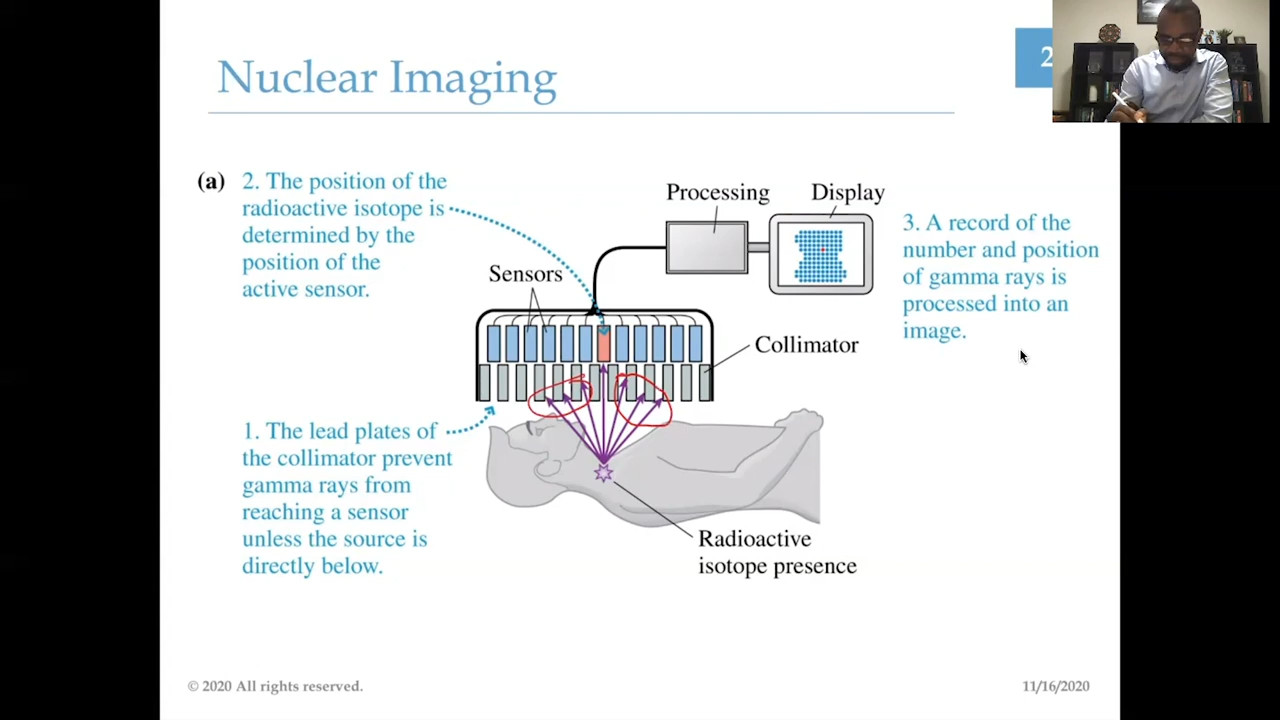 Nuclear Imaging
2
(a) 2. The position of the
radioactive isotope is
determined by the
position of the
active sensor.
Sensors
Processing
Display
3. A record of the
number and position
of gamma rays is
processed into an
image.
Collimator
1. The lead plates of
the collimator prevent
gamma rays from
reaching a sensor
unless the source is
directly below.
Radioactive
isotope presence
© 2020 All rights reserved.
11/16/2020